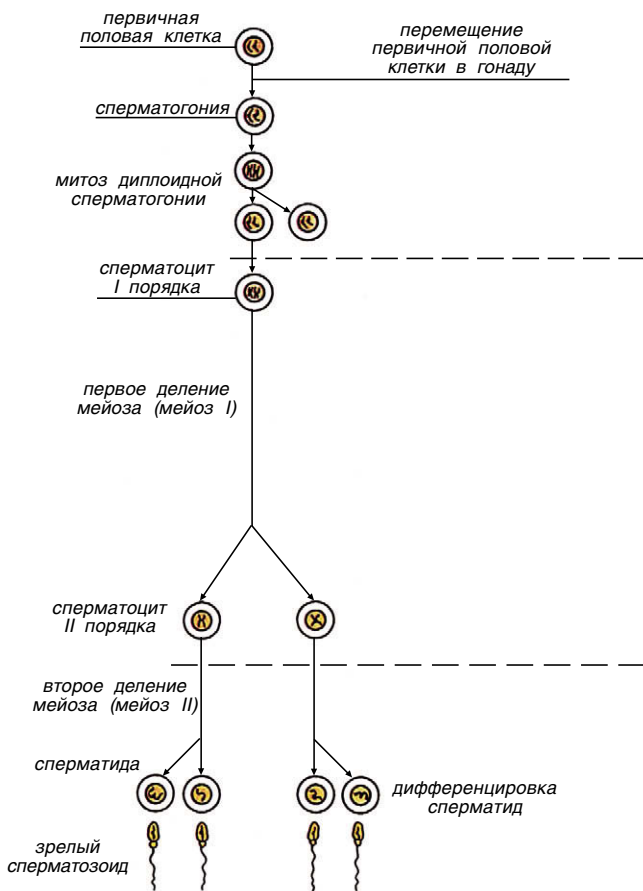 первичная
половая клетка
перемещение
первичной половой
клетки в гонаду
сперматогония
митоз диплоидной
сперматогонии
сперматоцит
I порядка
первое деление
мейоза (мейоз I)
сперматоцит
II порядка
второе деление
мейоза (мейоз II)
сперматида
дифференцировка
сперматид
зрелый
сперматозоид